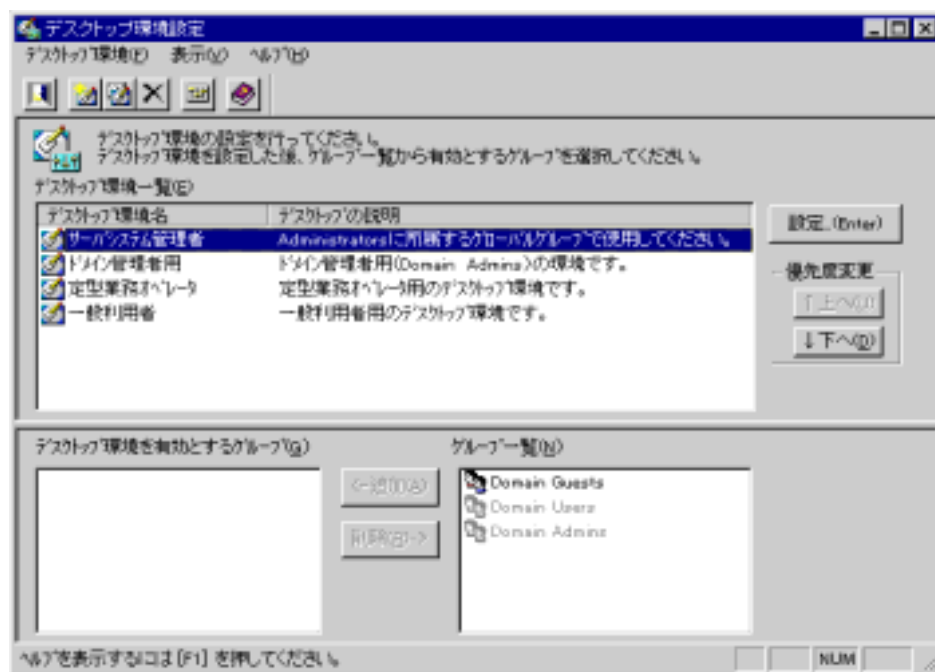 デスクトップ環境設定
デスクトップ環境(F) 表示(V) ヘルプ(H)
デスクトップ環境の設定を行ってください。
デスクトップ環境を設定した後、グループ一覧から有効とするグループを選択してください。
デスクトップ環境一覧(E)
デスクトップ環境名 デスクトップの説明
サーバシステム管理者 Administratorsに所属するグローバルグループで使用してください。
ドメイン管理者用 ドメイン管理者用(Domain Admins)の環境です。
定型業務オペレータ 定型業務オペレータ用のデスクトップ環境です。
一般利用者 一般利用者用のデスクトップ環境です。
設定..(Enter)
優先度変更
↑上へ(U)
↓下へ(D)
デスクトップ環境を有効とするグループ(G)
グループ一覧(N)
<-追加(A)
削除(R)->
Domain Guests
Domain Users
Domain Admins
ヘルプを表示するには [F1] を押してください。
NUM